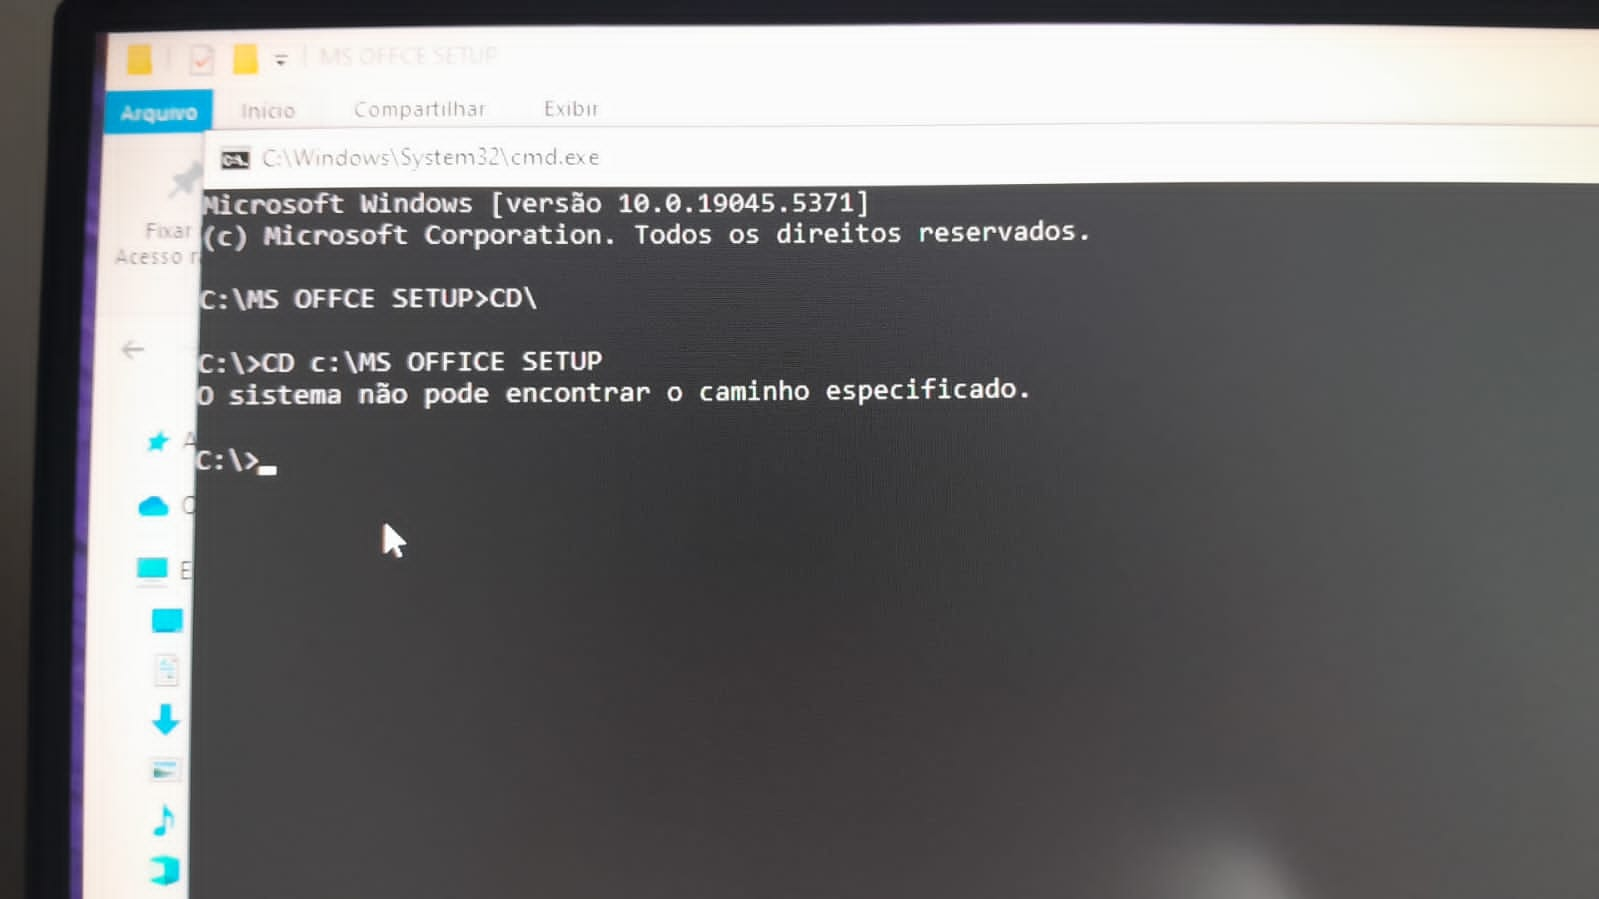 MS OFFCE SETUP
Arquivo Início Compartilhar Exibir
C:\Windows\System32\cmd.exe
Microsoft Windows [versão 10.0.19045.5371]
(c) Microsoft Corporation. Todos os direitos reservados.
Fixar
Acesso
C:\MS OFFCE SETUP>CD\
C:\>CD c:\MS OFFICE SETUP
O sistema não pode encontrar o caminho especificado.
C:\>